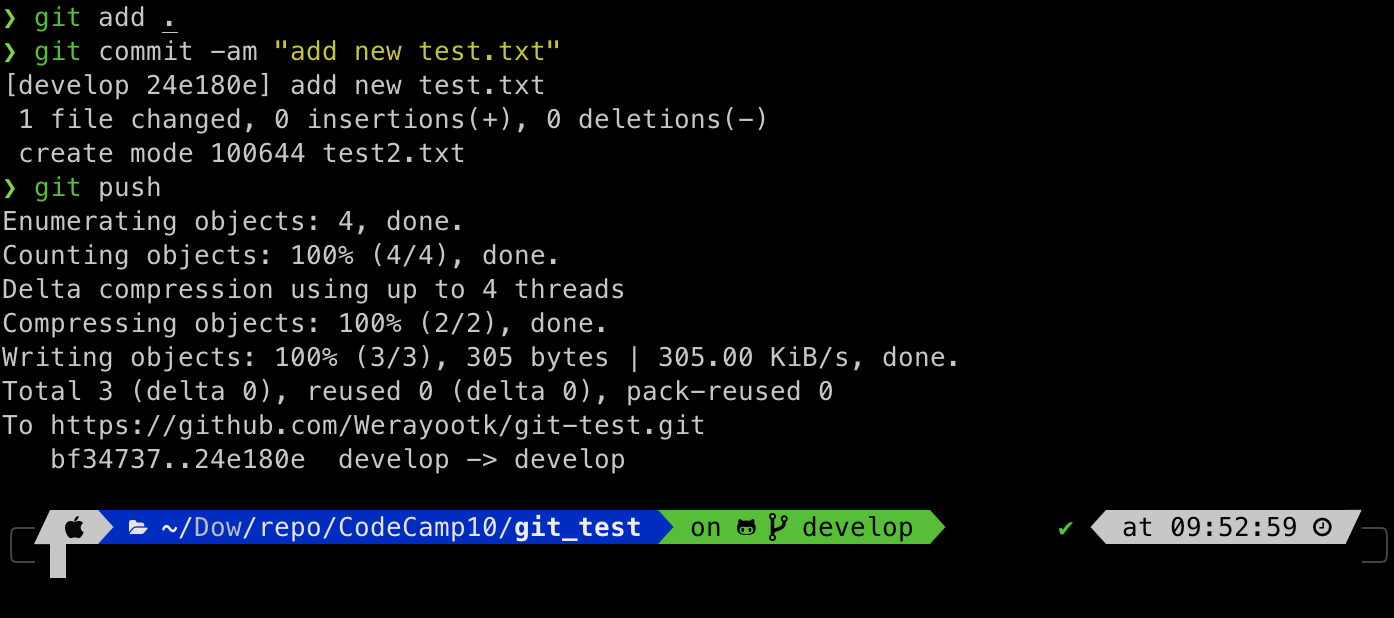 ❯ git add .
❯ git commit -am "add new test.txt"
[develop 24e180e] add new test.txt
 1 file changed, 0 insertions(+), 0 deletions(-)
 create mode 100644 test2.txt
❯ git push
Enumerating objects: 4, done.
Counting objects: 100% (4/4), done.
Delta compression using up to 4 threads
Compressing objects: 100% (2/2), done.
Writing objects: 100% (3/3), 305 bytes | 305.00 KiB/s, done.
Total 3 (delta 0), reused 0 (delta 0), pack-reused 0
To https://github.com/Werayootk/git-test.git
   bf34737..24e180e  develop -> develop
~/Dow/repo/CodeCamp10/git_test on develop ✔ at 09:52:59